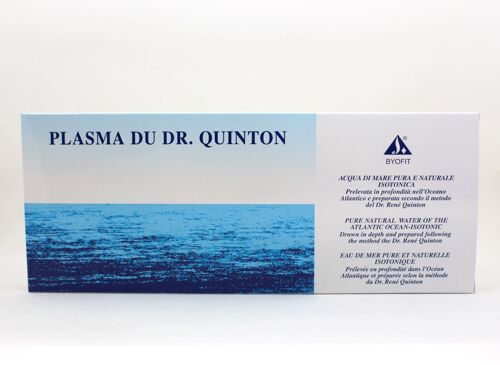 PLASMA DU DR. QUINTON
®
BYOFIT
ACQUA DI MARE PURA E NATURALE
ISOTONICA
Prelevata in profondità nell'Oceano
Atlantico e preparata secondo il metodo
del Dr. René Quinton
PURE NATURAL WATER OF THE
ATLANTIC OCEAN-ISOTONIC
Drawn in depth and prepared following
the method the Dr. René Quinton
EAU DE MER PURE ET NATURELLE
ISOTONIQUE
Prélevée en profondité dans l'Océan
Atlantique et préparée selon la méthode
du Dr. René Quinton